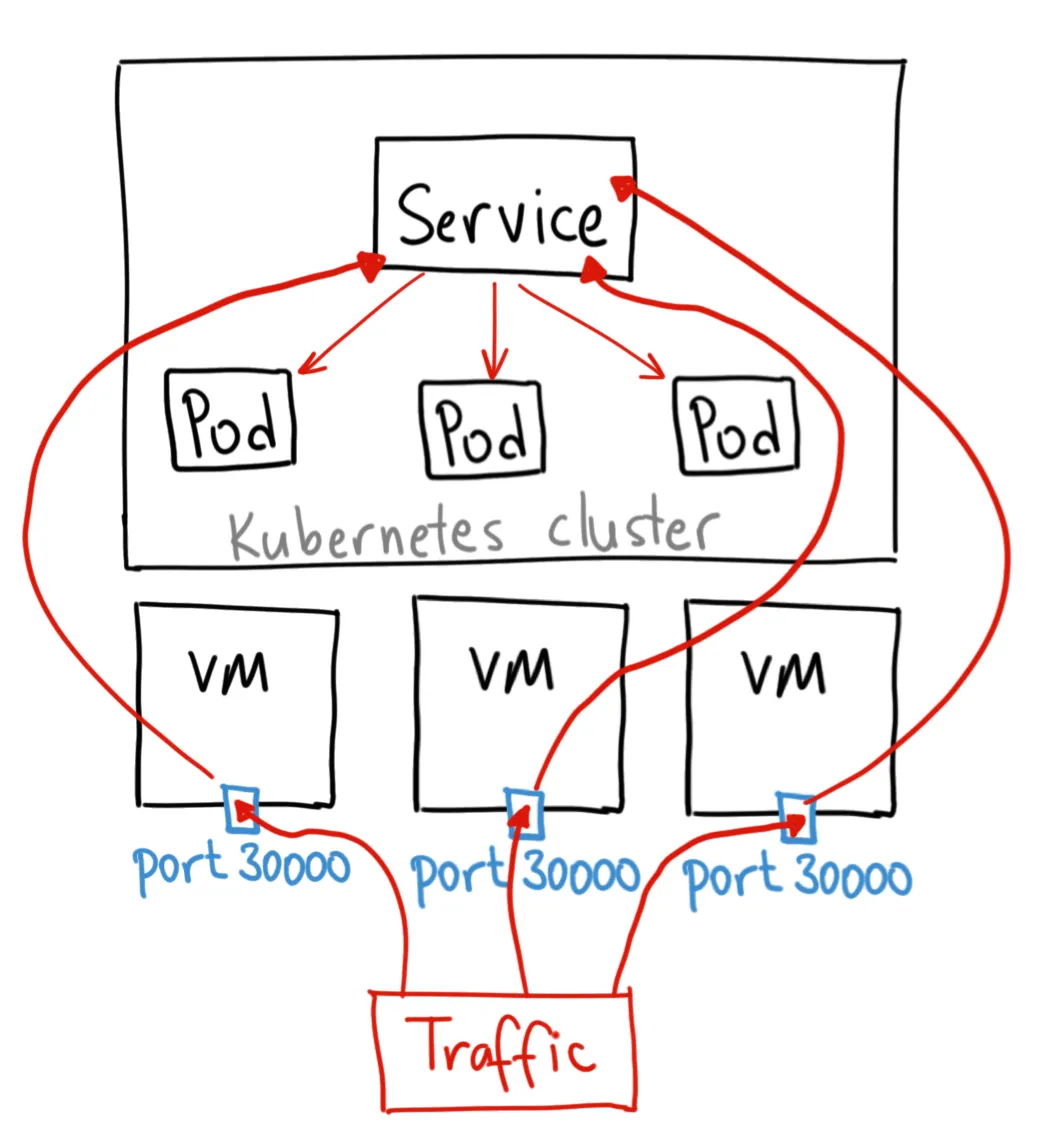 Service
Pod
Pod
Pod
Kubernetes cluster
VM
VM
VM
port 30000
port 30000
port 30000
Traffic